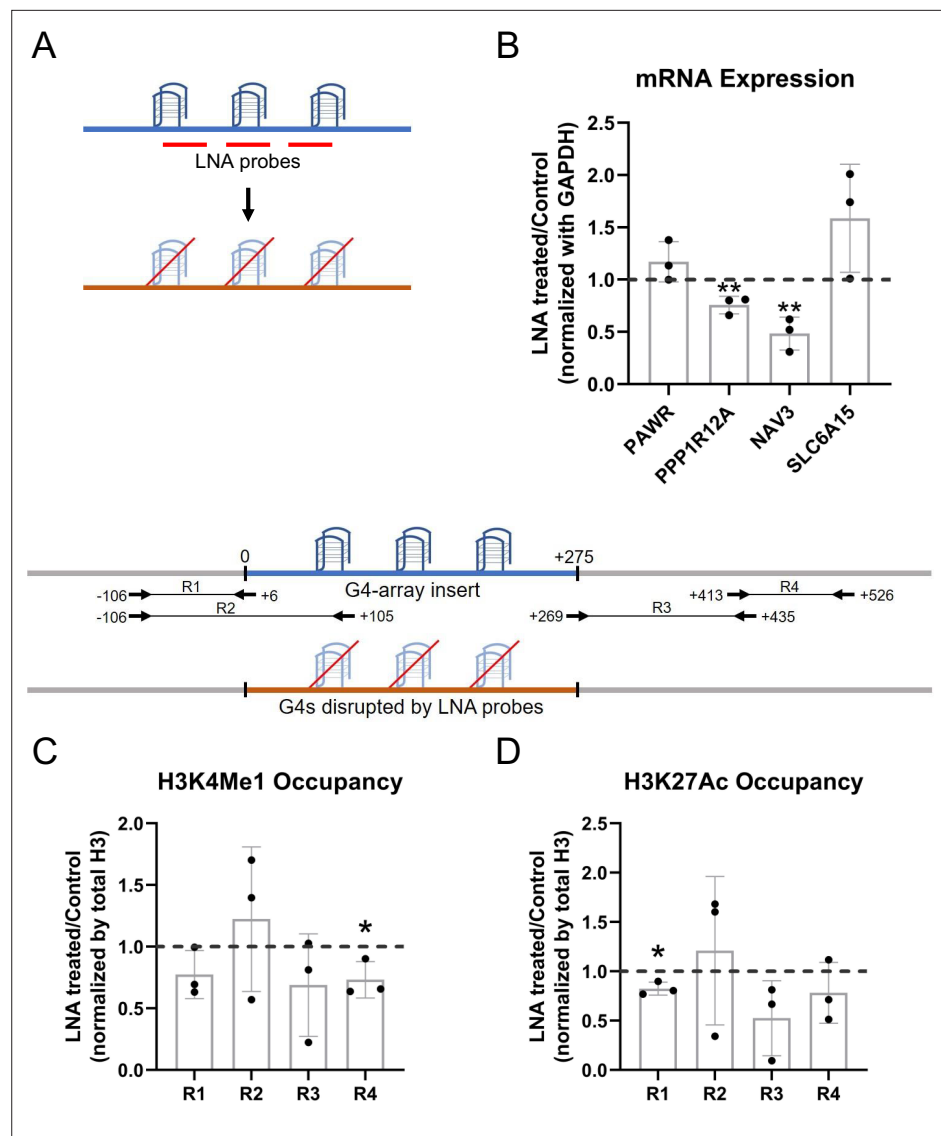 A
LNA probes
B
mRNA Expression
LNA treated/Control
(normalized with GAPDH)
2.5
2.0
1.5
1.0
0.5
0.0
**
**
PAWR
PPP1R12A
NAV3
SLC6A15
0
+275
G4-array insert
-106
R1
+6
-106
R2
+105
+269
R3
+435
+413
R4
+526
G4s disrupted by LNA probes
C
H3K4Me1 Occupancy
LNA treated/Control
(normalized by total H3)
2.0
1.5
1.0
0.5
0.0
*
R1
R2
R3
R4
D
H3K27Ac Occupancy
LNA treated/Control
(normalized by total H3)
2.5
2.0
1.5
1.0
0.5
0.0
*
R1
R2
R3
R4